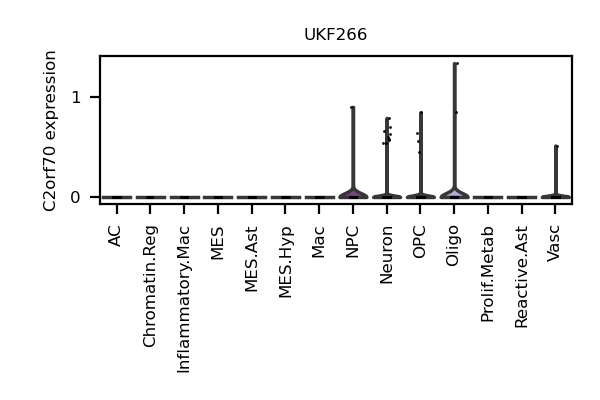 UKF266
C2orf70 expression
1
0
AC
Chromatin.Reg
Inflammatory.Mac
MES
MES.Ast
MES.Hyp
Mac
NPC
Neuron
OPC
Oligo
Prolif.Metab
Reactive.Ast
Vasc